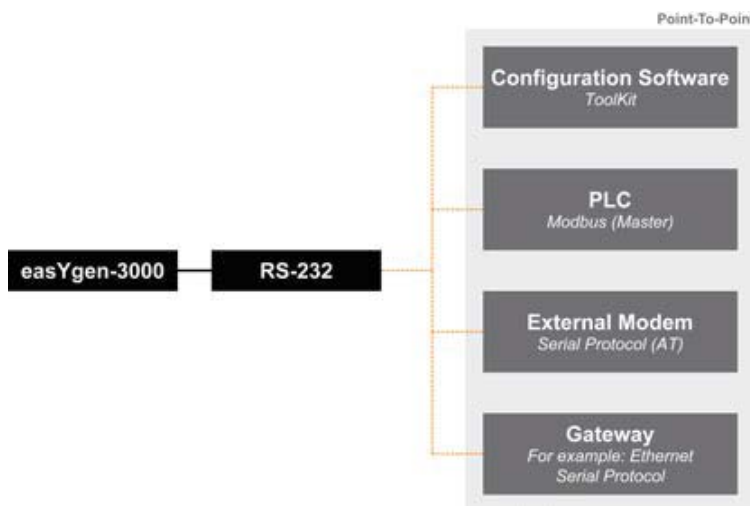 Point-To-Poin
Configuration Software
ToolKit
PLC
Modbus (Master)
easYgen-3000
RS-232
External Modem
Serial Protocol (AT)
Gateway
For example: Ethernet
Serial Protocol